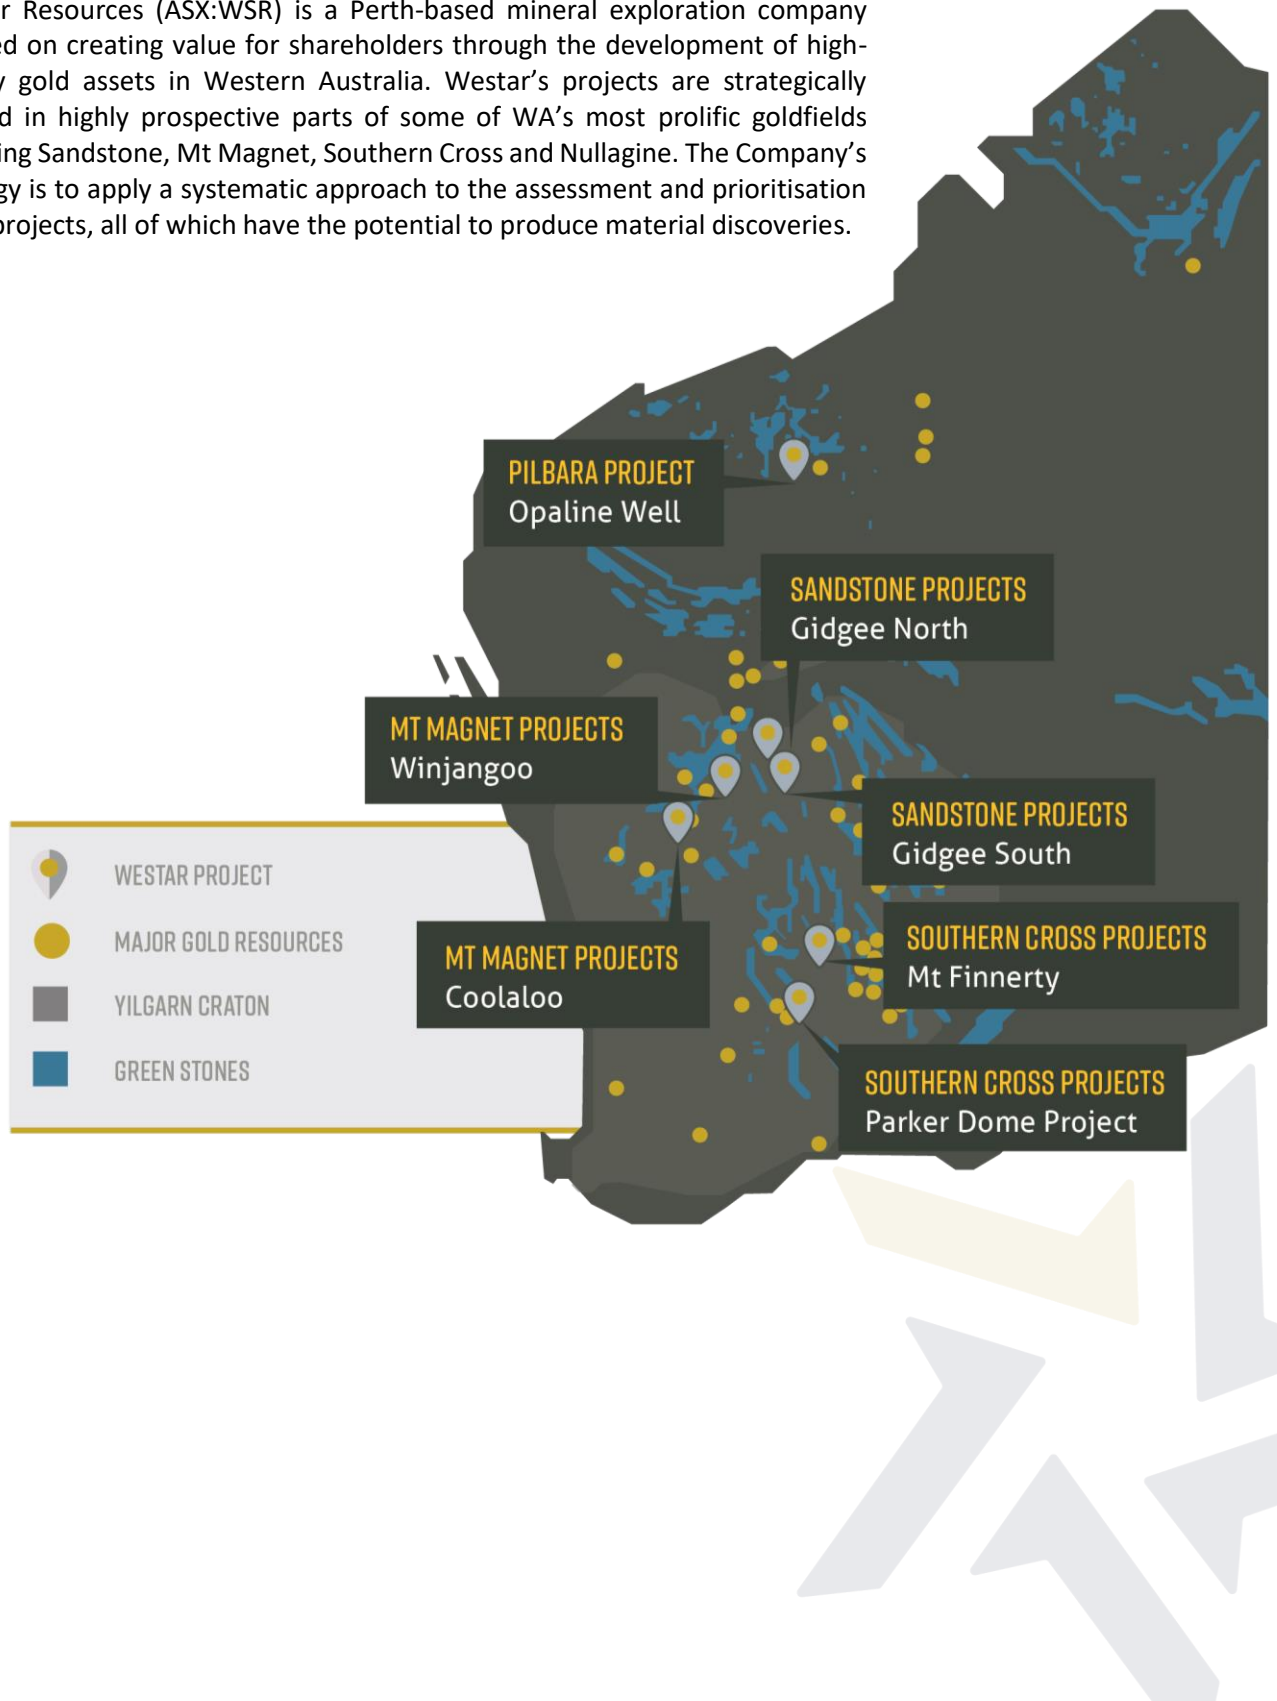 r Resources (ASX:WSR) is a Perth-based mineral exploration company
ed on creating value for shareholders through the development of high-
y gold assets in Western Australia. Westar's projects are strategically
d in highly prospective parts of some of WA's most prolific goldfields
ing Sandstone, Mt Magnet, Southern Cross and Nullagine. The Company's
gy is to apply a systematic approach to the assessment and prioritisation
projects, all of which have the potential to produce material discoveries.
PILBARA PROJECT
Opaline Well
SANDSTONE PROJECTS
Gidgee North
MT MAGNET PROJECTS
Winjangoo
SANDSTONE PROJECTS
Gidgee South
WESTAR PROJECT
MAJOR GOLD RESOURCES
YILGARN CRATON
GREEN STONES
MT MAGNET PROJECTS
Coolaloo
SOUTHERN CROSS PROJECTS
Mt Finnerty
SOUTHERN CROSS PROJECTS
Parker Dome Project